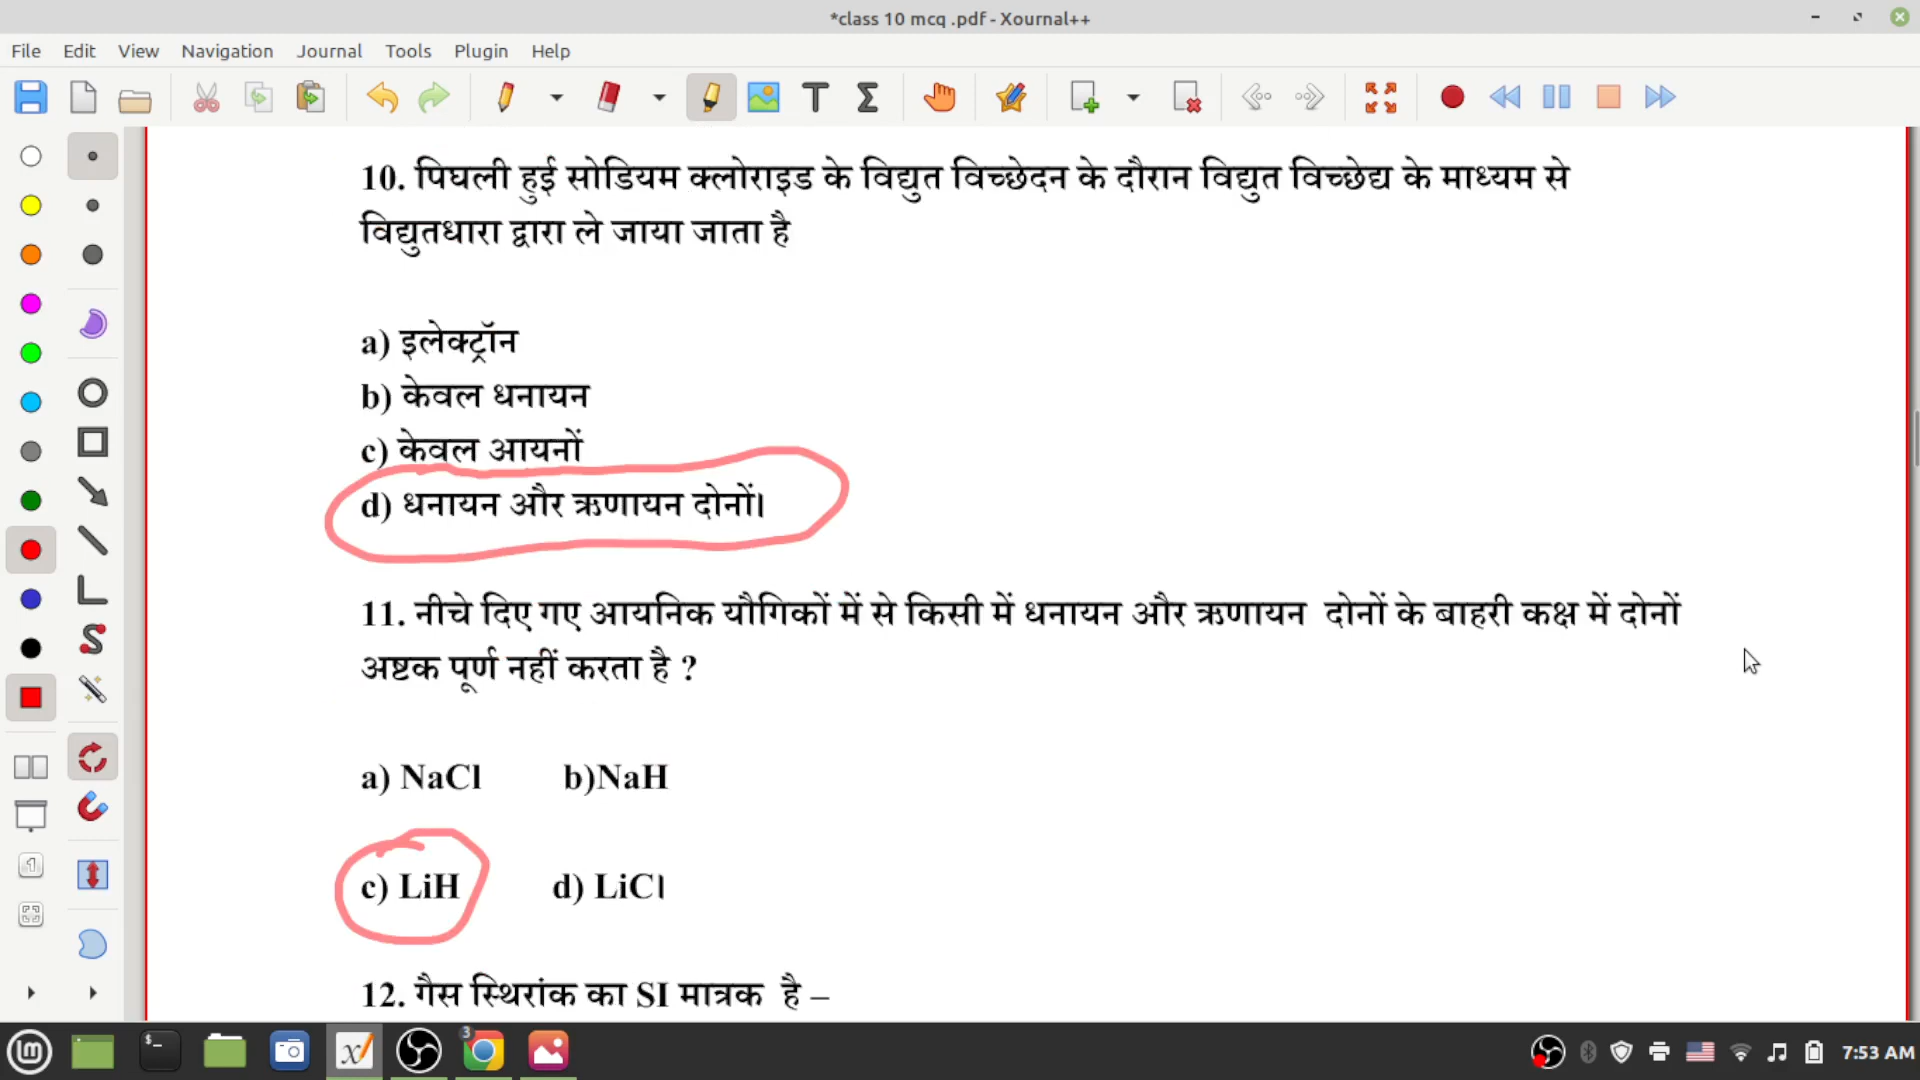 *class 10 mcq .pdf - Xournal++
File Edit View Navigation Journal Tools Plugin Help
10. पिघली हुई सोडियम क्लोराइड के विद्युत विच्छेदन के दौरान विद्युत विच्छेद्य के माध्यम से
विद्युतधारा द्वारा ले जाया जाता है
a) इलेक्ट्रॉन
b) केवल धनायन
c) केवल आयनों
d) धनायन और ऋणायन दोनों।
11. नीचे दिए गए आयनिक यौगिकों में से किसी में धनायन और ऋणायन दोनों के बाहरी कक्ष में दोनों
अष्टक पूर्ण नहीं करता है ?
a) NaCl b)NaH
c) LiH d) LiCl
12. गैस स्थिरांक का SI मात्रक है –
3
7:53 AM